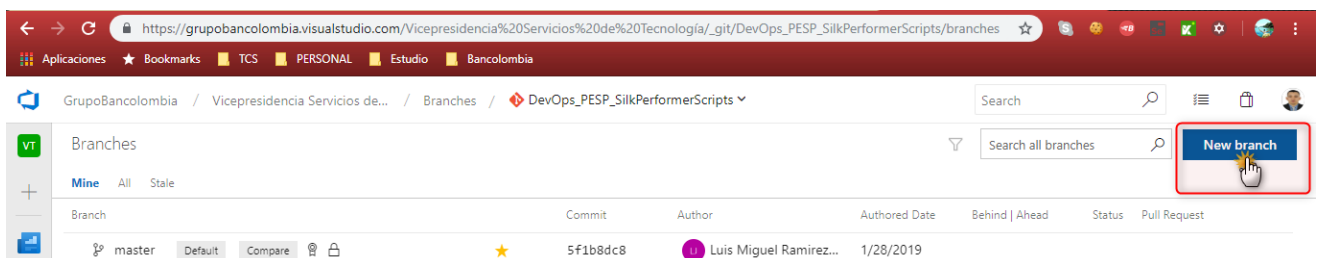 https://grupobancolombia.visualstudio.com/Vicepresidencia%20Servicios%20de%20Tecnología/_git/DevOps_PESP_SilkPerformerScripts/branches
Aplicaciones Bookmarks TCS PERSONAL Estudio Bancolombia
GrupoBancolombia / Vicepresidencia Servicios de... / Branches / DevOps_PESP_SilkPerformerScripts Search
VT Branches Search all branches New branch
Mine All Stale
Branch Commit Author Authored Date Behind | Ahead Status Pull Request
master Default Compare 5f1b8dc8 U Luis Miguel Ramirez... 1/28/2019